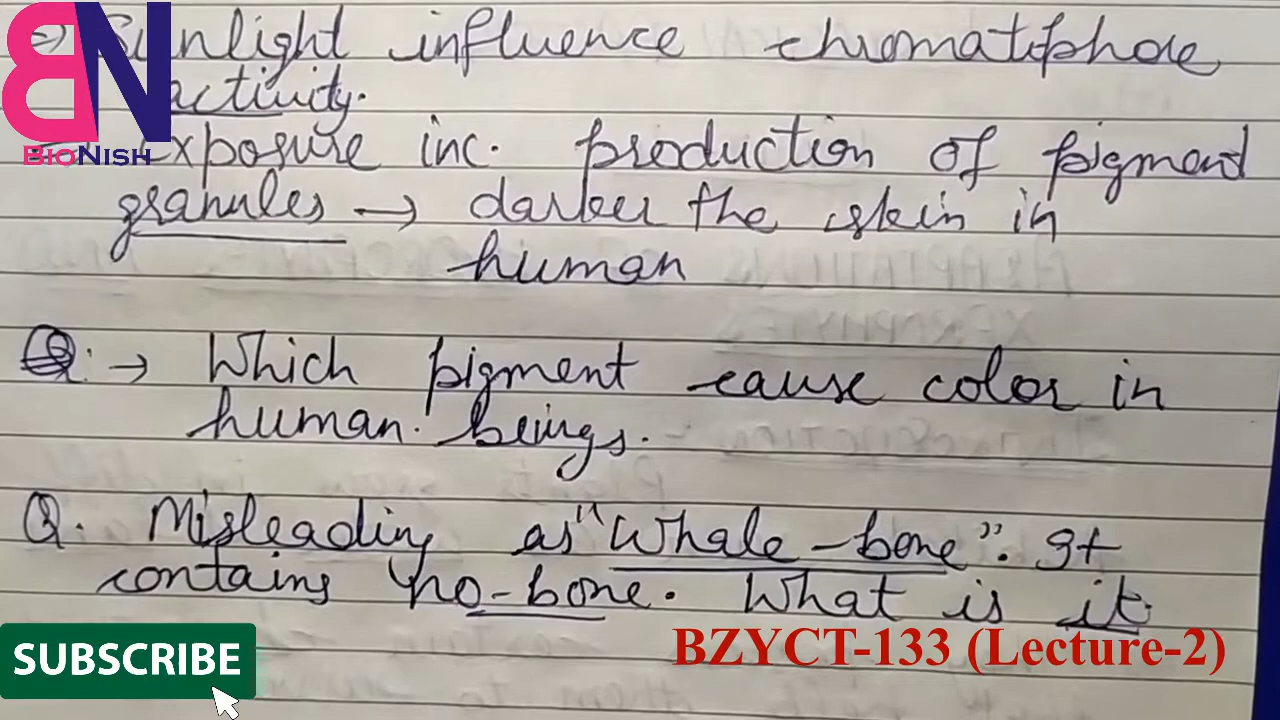 => Sunlight influence chromatophore
activity.
BN
BIONISH
=> Exposure inc. production of pigment
granules → darker the skin in
human
Q. → Which pigment cause color in
human beings.
Q. Misleading as "Whale-bone". It
contains no-bone. What is it
SUBSCRIBE
BZYCT-133 (Lecture-2)